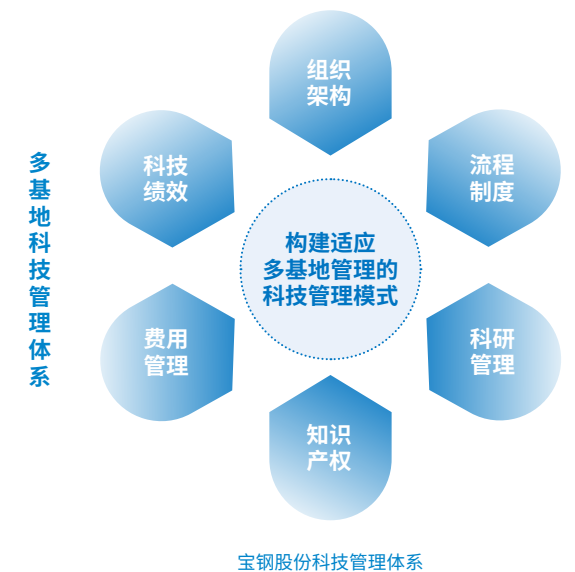 多基地科技管理体系
组织
架构
科技
绩效
流程
制度
构建适应
多基地管理的
科技管理模式
费用
管理
科研
管理
知识
产权
宝钢股份科技管理体系